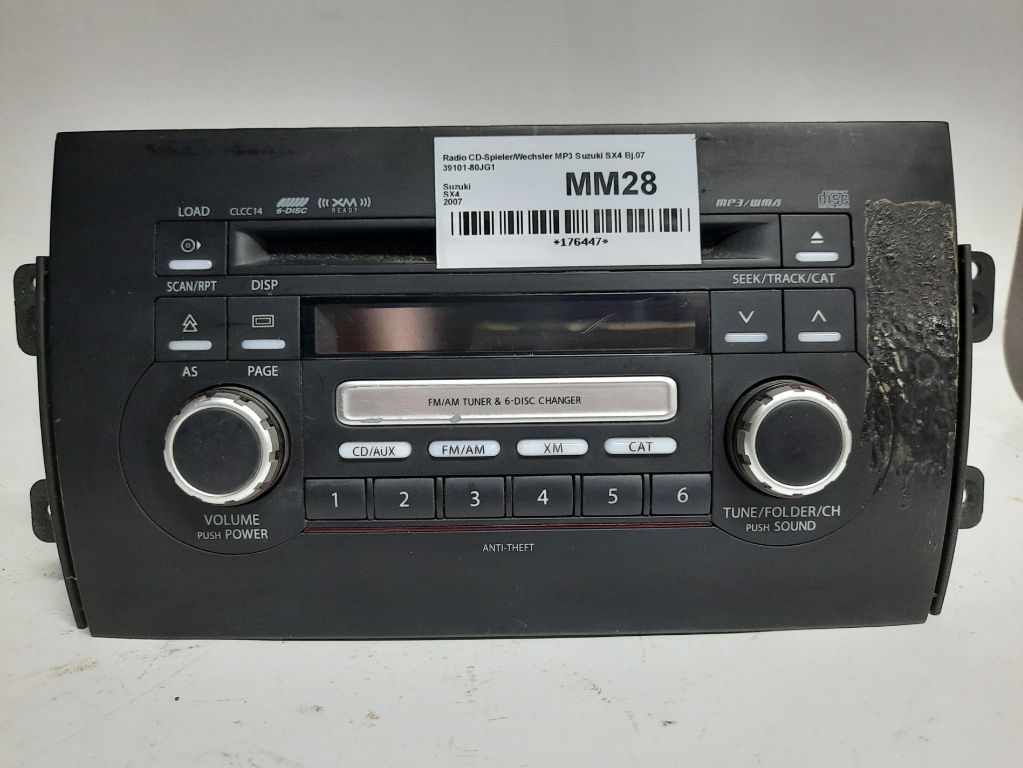 Radio CD-Spieler/Wechsler MP3 Suzuki SX4 Bj.07
39101-80JG1
Suzuki
SX4
2007
MM28
*176447*
LOAD
CLCC14
6-DISC
XM
READY
MP3/WMA
disc
SCAN/RPT
DISP
SEEK/TRACK/CAT
AS
PAGE
FM/AM TUNER & 6-DISC CHANGER
CD/AUX
FM/AM
XM
CAT
1
2
3
4
5
6
VOLUME
PUSH POWER
TUNE/FOLDER/CH
PUSH SOUND
ANTI-THEFT